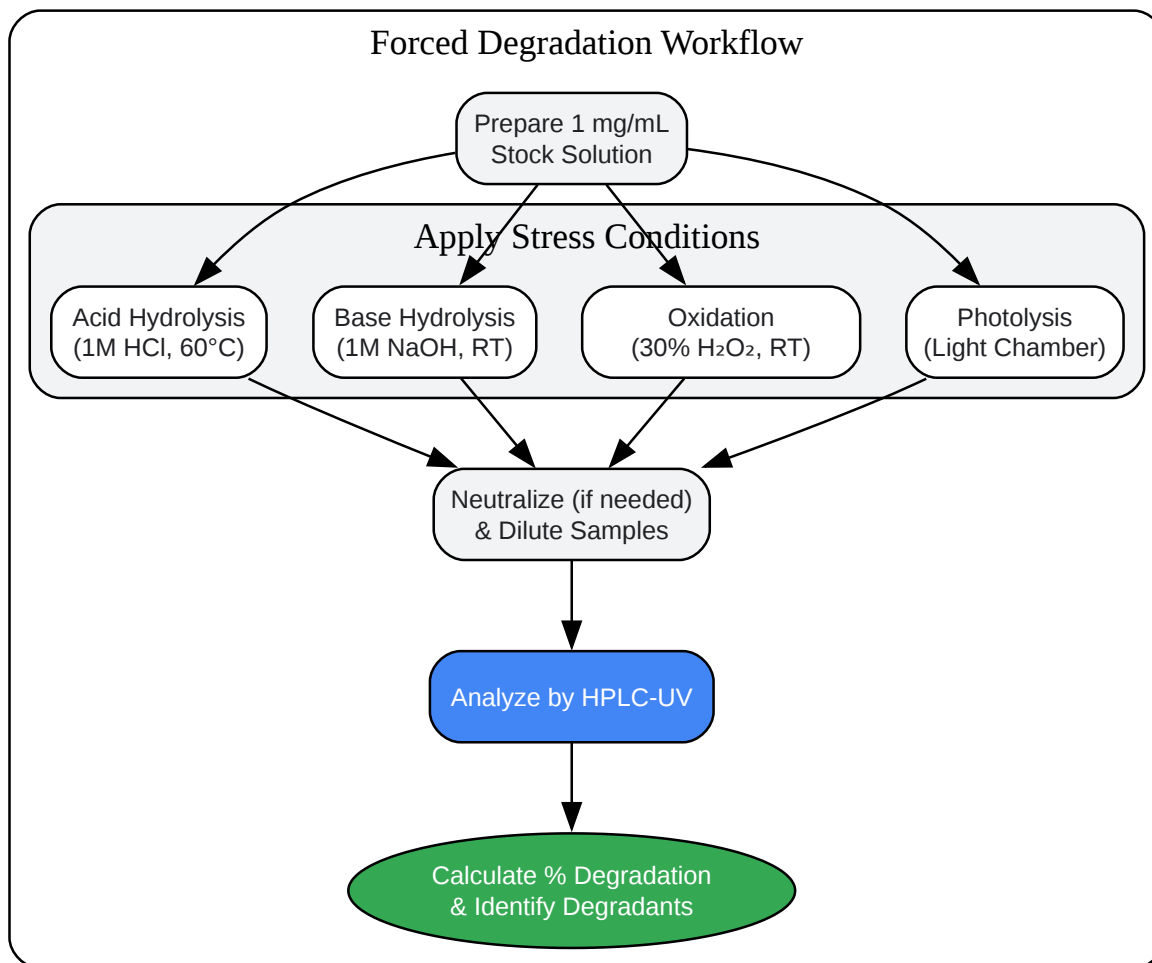 Forced Degradation Workflow
Prepare 1 mg/mL
Stock Solution
Apply Stress Conditions
Acid Hydrolysis
(1M HCl, 60°C)
Base Hydrolysis
(1M NaOH, RT)
Oxidation
(30% H₂O₂, RT)
Photolysis
(Light Chamber)
Neutralize (if needed)
& Dilute Samples
Analyze by HPLC-UV
Calculate % Degradation
& Identify Degradants